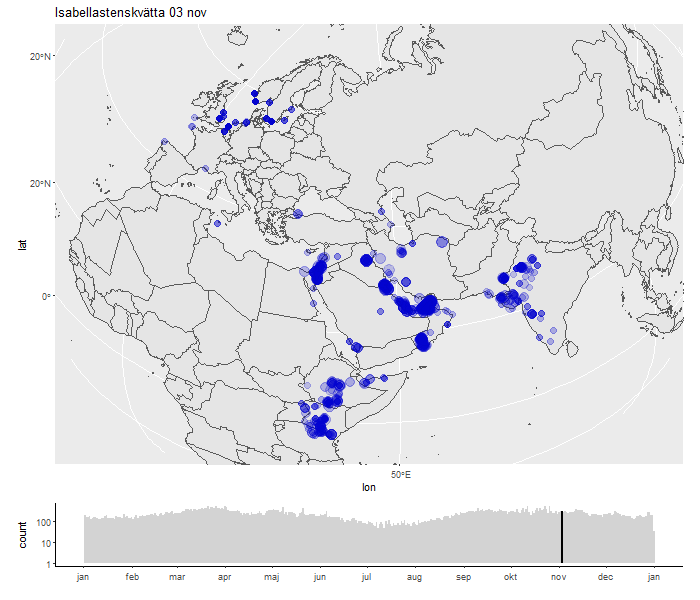 Isabellastenskvätta 03 nov
20°N
20°N
0°
lat
50°E
lon
count
100
10
1
jan feb mar apr maj jun jul aug sep okt nov dec jan